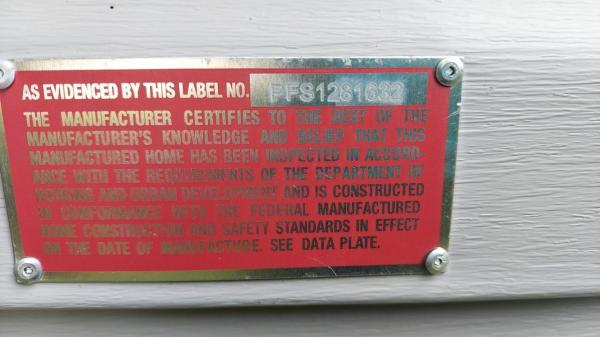 AS EVIDENCED BY THIS LABEL NO. PFS1281632
THE MANUFACTURER CERTIFIES TO THE BEST OF THE
MANUFACTURER'S KNOWLEDGE AND BELIEF THAT THIS
MANUFACTURED HOME HAS BEEN INSPECTED IN ACCORD-
ANCE WITH THE REQUIREMENTS OF THE DEPARTMENT OF
HOUSING AND URBAN DEVELOPMENT AND IS CONSTRUCTED
IN CONFORMANCE WITH THE FEDERAL MANUFACTURED
HOME CONSTRUCTION AND SAFETY STANDARDS IN EFFECT
ON THE DATE OF MANUFACTURE. SEE DATA PLATE.